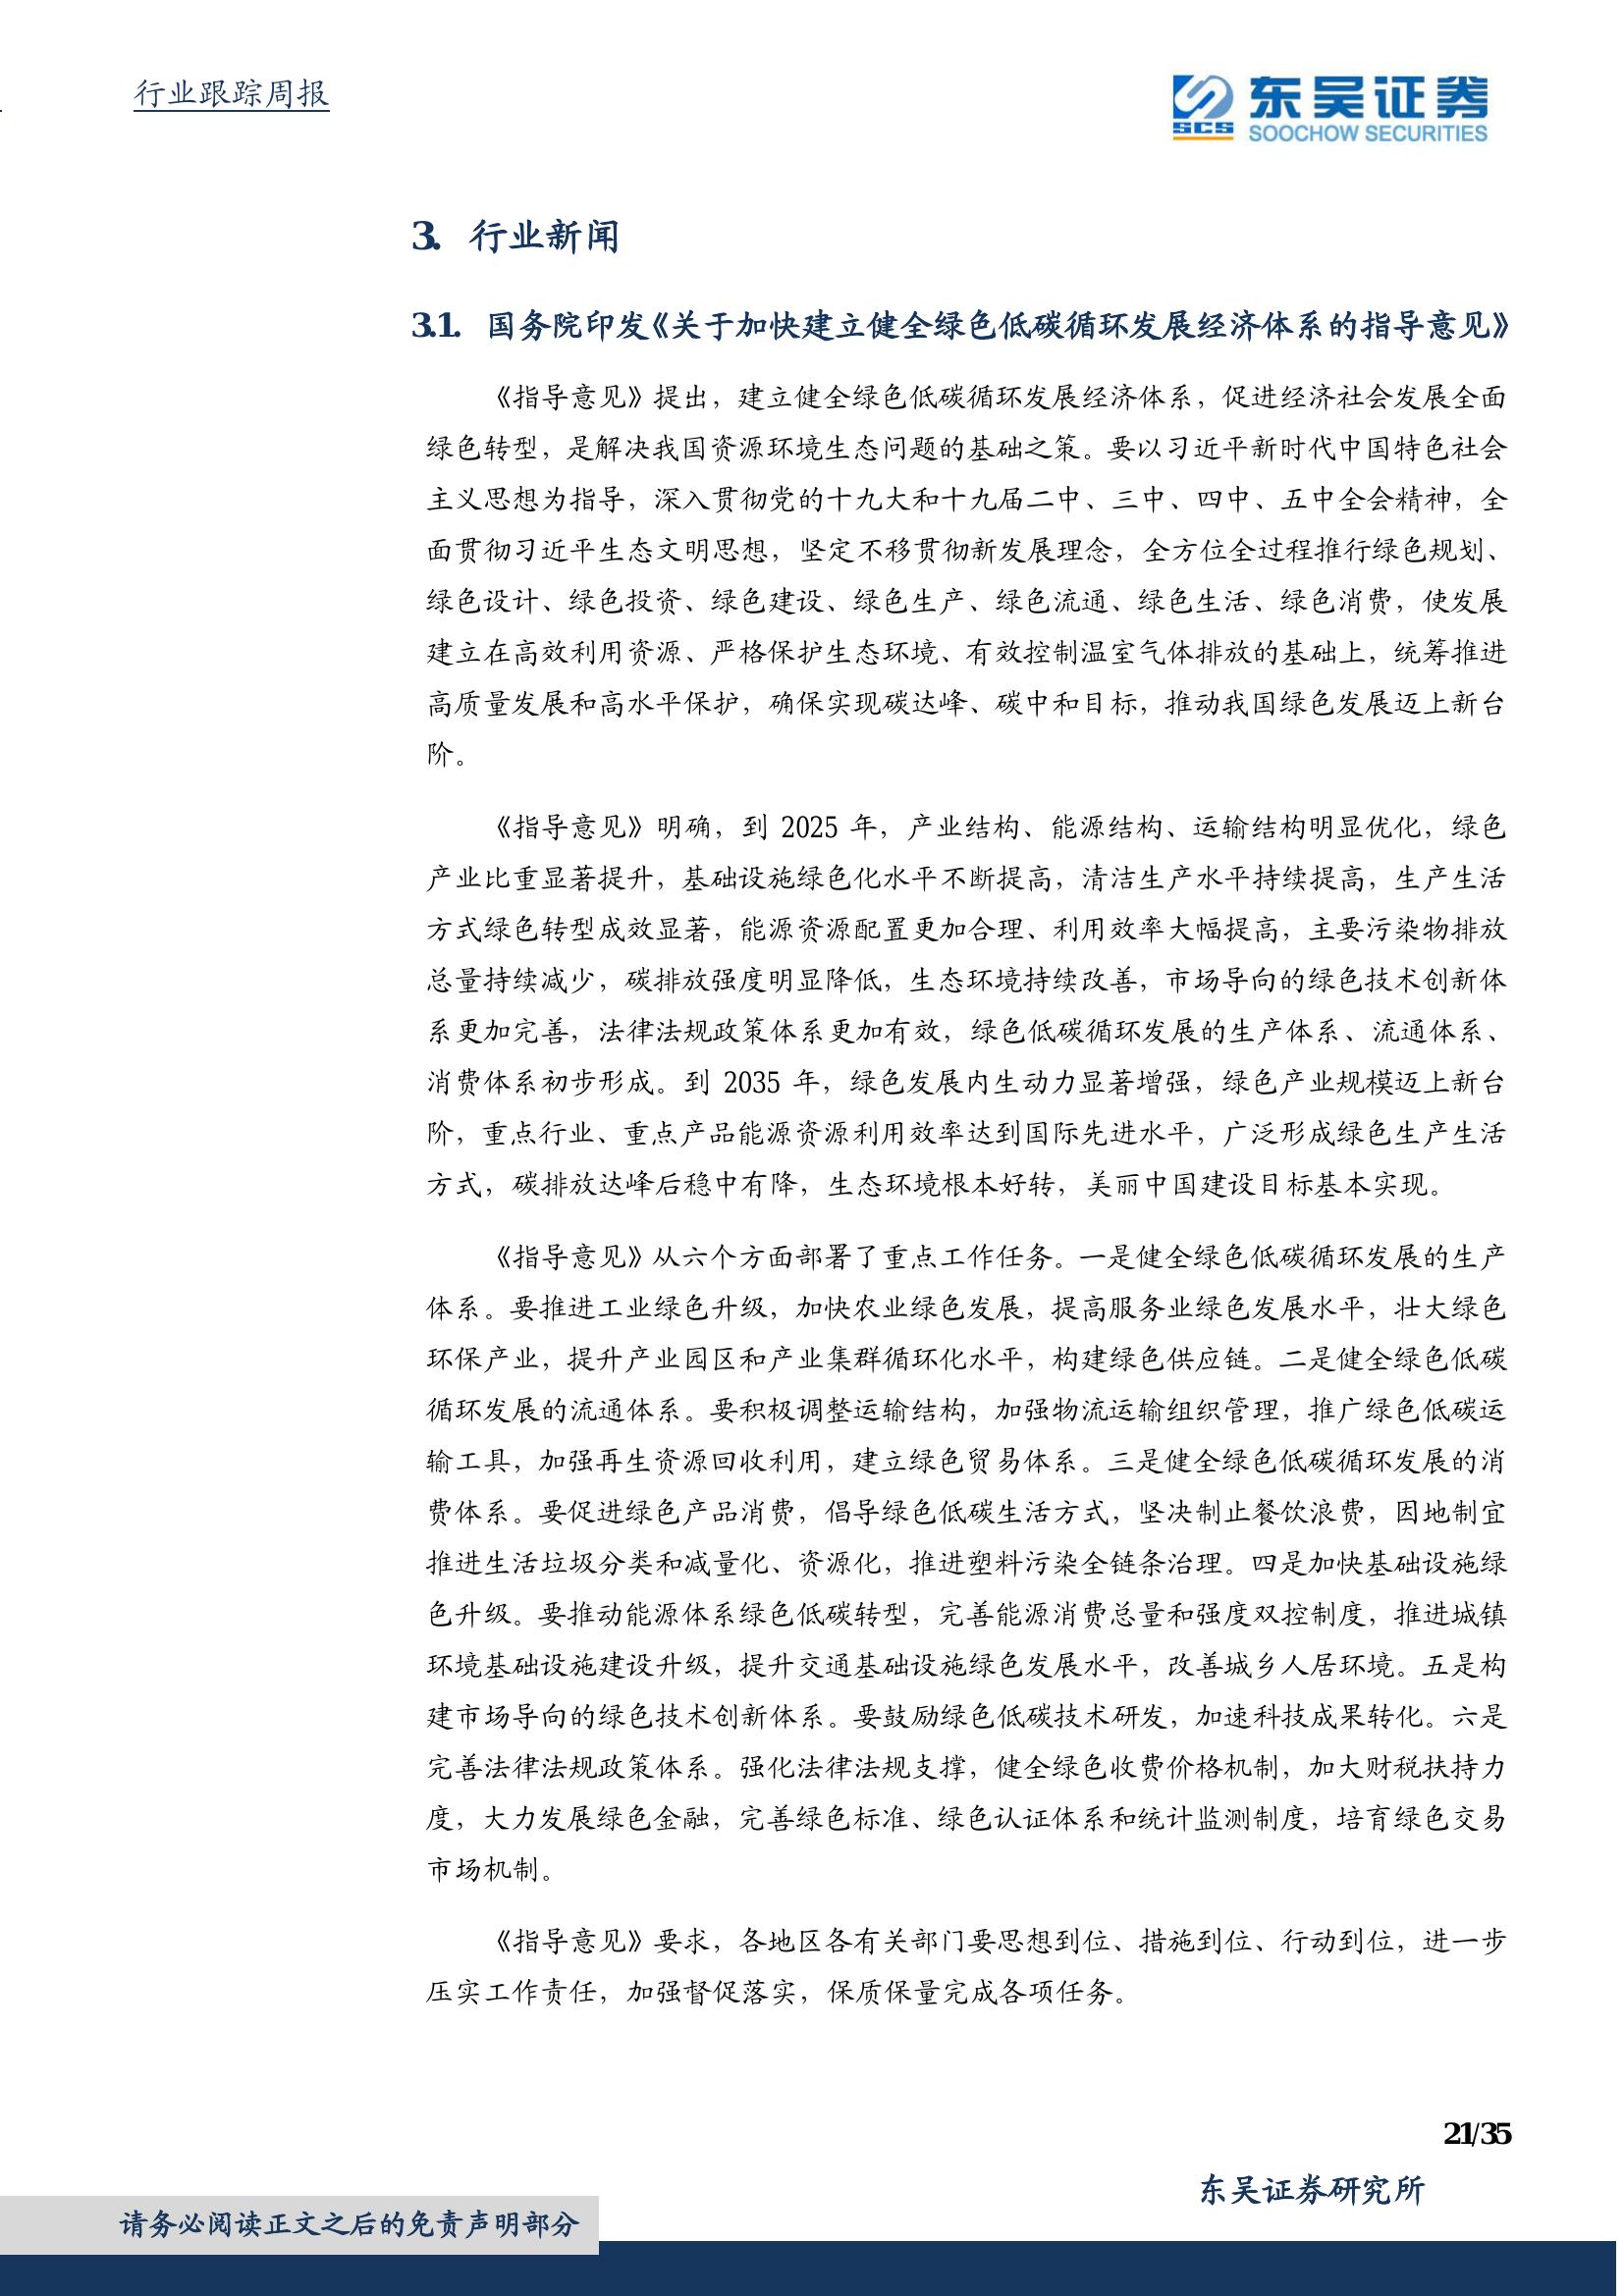 行业跟踪周报
SCS
东吴证券
SOOCHOW SECURITIES
3. 行业新闻
3.1. 国务院印发《关于加快建立健全绿色低碳循环发展经济体系的指导意见》
《指导意见》提出，建立健全绿色低碳循环发展经济体系，促进经济社会发展全面
绿色转型，是解决我国资源环境生态问题的基础之策。要以习近平新时代中国特色社会
主义思想为指导，深入贯彻党的十九大和十九届二中、三中、四中、五中全会精神，全
面贯彻习近平生态文明思想，坚定不移贯彻新发展理念，全方位全过程推行绿色规划、
绿色设计、绿色投资、绿色建设、绿色生产、绿色流通、绿色生活、绿色消费，使发展
建立在高效利用资源、严格保护生态环境、有效控制温室气体排放的基础上，统筹推进
高质量发展和高水平保护，确保实现碳达峰、碳中和目标，推动我国绿色发展迈上新台
阶。
《指导意见》明确，到 2025 年，产业结构、能源结构、运输结构明显优化，绿色
产业比重显著提升，基础设施绿色化水平不断提高，清洁生产水平持续提高，生产生活
方式绿色转型成效显著，能源资源配置更加合理、利用效率大幅提高，主要污染物排放
总量持续减少，碳排放强度明显降低，生态环境持续改善，市场导向的绿色技术创新体
系更加完善，法律法规政策体系更加有效，绿色低碳循环发展的生产体系、流通体系、
消费体系初步形成。到 2035 年，绿色发展内生动力显著增强，绿色产业规模迈上新台
阶，重点行业、重点产品能源资源利用效率达到国际先进水平，广泛形成绿色生产生活
方式，碳排放达峰后稳中有降，生态环境根本好转，美丽中国建设目标基本实现。
《指导意见》从六个方面部署了重点工作任务。一是健全绿色低碳循环发展的生产
体系。要推进工业绿色升级，加快农业绿色发展，提高服务业绿色发展水平，壮大绿色
环保产业，提升产业园区和产业集群循环化水平，构建绿色供应链。二是健全绿色低碳
循环发展的流通体系。要积极调整运输结构，加强物流运输组织管理，推广绿色低碳运
输工具，加强再生资源回收利用，建立绿色贸易体系。三是健全绿色低碳循环发展的消
费体系。要促进绿色产品消费，倡导绿色低碳生活方式，坚决制止餐饮浪费，因地制宜
推进生活垃圾分类和减量化、资源化，推进塑料污染全链条治理。四是加快基础设施绿
色升级。要推动能源体系绿色低碳转型，完善能源消费总量和强度双控制度，推进城镇
环境基础设施建设升级，提升交通基础设施绿色发展水平，改善城乡人居环境。五是构
建市场导向的绿色技术创新体系。要鼓励绿色低碳技术研发，加速科技成果转化。六是
完善法律法规政策体系。强化法律法规支撑，健全绿色收费价格机制，加大财税扶持力
度，大力发展绿色金融，完善绿色标准、绿色认证体系和统计监测制度，培育绿色交易
市场机制。
《指导意见》要求，各地区各有关部门要思想到位、措施到位、行动到位，进一步
压实工作责任，加强督促落实，保质保量完成各项任务。
21/35
东吴证券研究所
请务必阅读正文之后的免责声明部分